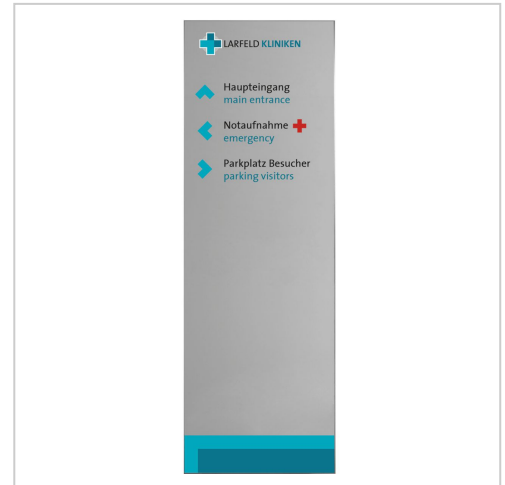 LARFELD KLINIKEN
Haupteingang
main entrance
Notaufnahme
emergency
Parkplatz Besucher
parking visitors